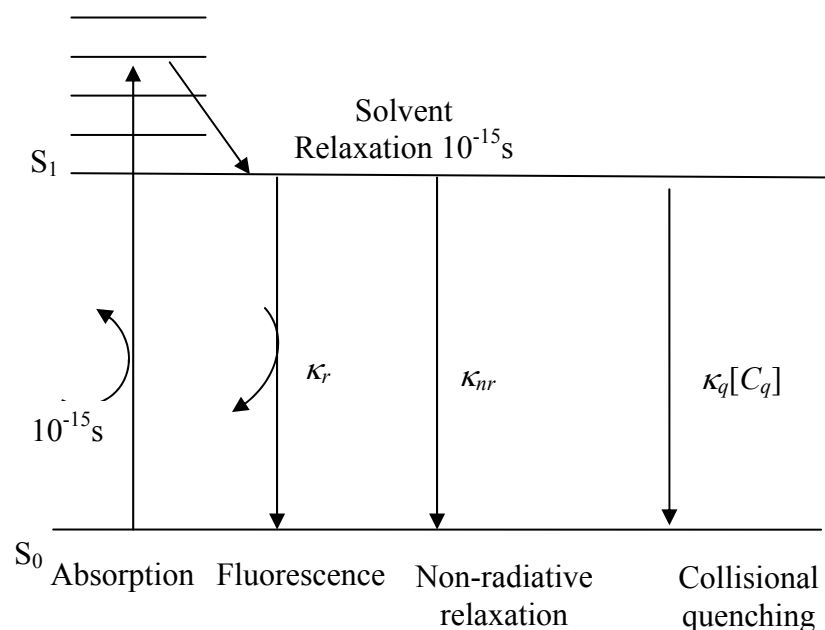 Solvent
Relaxation 10⁻¹⁵s
S₁
κᵣ
κₙᵣ
κ_q[C_q]
10⁻¹⁵s
S₀
Absorption
Fluorescence
Non-radiative
relaxation
Collisional
quenching